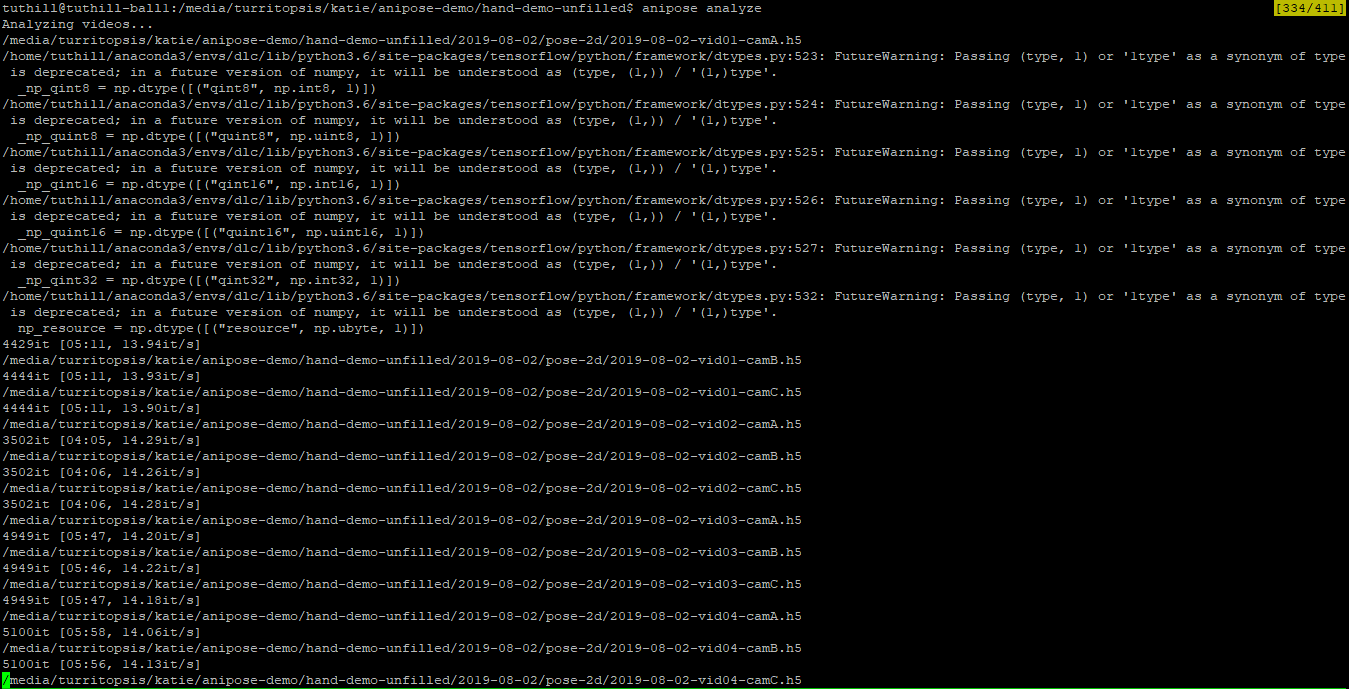 tuthill@tuthill-ball1:/media/turritopsis/katie/anipose-demo/hand-demo-unfilled$ anipose analyze [334/411]
Analyzing videos...
/media/turritopsis/katie/anipose-demo/hand-demo-unfilled/2019-08-02/pose-2d/2019-08-02-vid01-camA.h5
/home/tuthill/anaconda3/envs/dlc/lib/python3.6/site-packages/tensorflow/python/framework/dtypes.py:523: FutureWarning: Passing (type, 1) or '1type' as a synonym of type
is deprecated; in a future version of numpy, it will be understood as (type, (1,)) / '(1,)type'.
_np_qint8 = np.dtype([("qint8", np.int8, 1)])
/home/tuthill/anaconda3/envs/dlc/lib/python3.6/site-packages/tensorflow/python/framework/dtypes.py:524: FutureWarning: Passing (type, 1) or '1type' as a synonym of type
is deprecated; in a future version of numpy, it will be understood as (type, (1,)) / '(1,)type'.
_np_quint8 = np.dtype([("quint8", np.uint8, 1)])
/home/tuthill/anaconda3/envs/dlc/lib/python3.6/site-packages/tensorflow/python/framework/dtypes.py:525: FutureWarning: Passing (type, 1) or '1type' as a synonym of type
is deprecated; in a future version of numpy, it will be understood as (type, (1,)) / '(1,)type'.
_np_qint16 = np.dtype([("qint16", np.int16, 1)])
/home/tuthill/anaconda3/envs/dlc/lib/python3.6/site-packages/tensorflow/python/framework/dtypes.py:526: FutureWarning: Passing (type, 1) or '1type' as a synonym of type
is deprecated; in a future version of numpy, it will be understood as (type, (1,)) / '(1,)type'.
_np_quint16 = np.dtype([("quint16", np.uint16, 1)])
/home/tuthill/anaconda3/envs/dlc/lib/python3.6/site-packages/tensorflow/python/framework/dtypes.py:527: FutureWarning: Passing (type, 1) or '1type' as a synonym of type
is deprecated; in a future version of numpy, it will be understood as (type, (1,)) / '(1,)type'.
_np_qint32 = np.dtype([("qint32", np.int32, 1)])
/home/tuthill/anaconda3/envs/dlc/lib/python3.6/site-packages/tensorflow/python/framework/dtypes.py:532: FutureWarning: Passing (type, 1) or '1type' as a synonym of type
is deprecated; in a future version of numpy, it will be understood as (type, (1,)) / '(1,)type'.
np_resource = np.dtype([("resource", np.ubyte, 1)])
4429it [05:11, 13.94it/s]
/media/turritopsis/katie/anipose-demo/hand-demo-unfilled/2019-08-02/pose-2d/2019-08-02-vid01-camB.h5
4444it [05:11, 13.93it/s]
/media/turritopsis/katie/anipose-demo/hand-demo-unfilled/2019-08-02/pose-2d/2019-08-02-vid01-camC.h5
4444it [05:11, 13.90it/s]
/media/turritopsis/katie/anipose-demo/hand-demo-unfilled/2019-08-02/pose-2d/2019-08-02-vid02-camA.h5
3502it [04:05, 14.29it/s]
/media/turritopsis/katie/anipose-demo/hand-demo-unfilled/2019-08-02/pose-2d/2019-08-02-vid02-camB.h5
3502it [04:06, 14.26it/s]
/media/turritopsis/katie/anipose-demo/hand-demo-unfilled/2019-08-02/pose-2d/2019-08-02-vid02-camC.h5
3502it [04:06, 14.28it/s]
/media/turritopsis/katie/anipose-demo/hand-demo-unfilled/2019-08-02/pose-2d/2019-08-02-vid03-camA.h5
4949it [05:47, 14.20it/s]
/media/turritopsis/katie/anipose-demo/hand-demo-unfilled/2019-08-02/pose-2d/2019-08-02-vid03-camB.h5
4949it [05:46, 14.22it/s]
/media/turritopsis/katie/anipose-demo/hand-demo-unfilled/2019-08-02/pose-2d/2019-08-02-vid03-camC.h5
4949it [05:47, 14.18it/s]
/media/turritopsis/katie/anipose-demo/hand-demo-unfilled/2019-08-02/pose-2d/2019-08-02-vid04-camA.h5
5100it [05:58, 14.06it/s]
/media/turritopsis/katie/anipose-demo/hand-demo-unfilled/2019-08-02/pose-2d/2019-08-02-vid04-camB.h5
5100it [05:56, 14.13it/s]
/media/turritopsis/katie/anipose-demo/hand-demo-unfilled/2019-08-02/pose-2d/2019-08-02-vid04-camC.h5